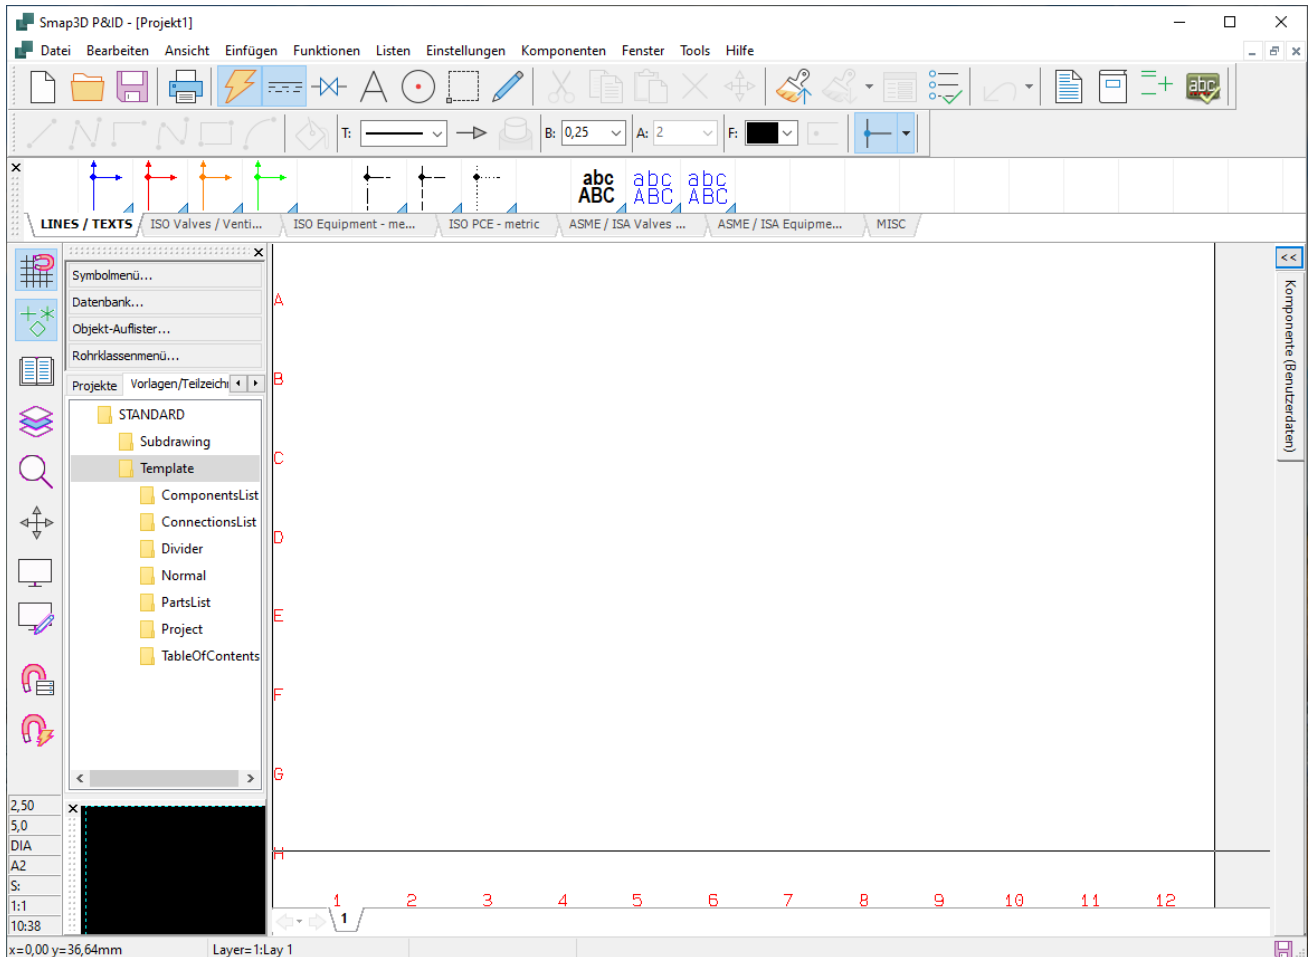 Smap3D P&ID - [Projekt1]
Datei Bearbeiten Ansicht Einfügen Funktionen Listen Einstellungen Komponenten Fenster Tools Hilfe
abc
T: B: 0,25 A: 2 F:
abc ABC abc ABC abc ABC
LINES / TEXTS ISO Valves / Venti... ISO Equipment - me... ISO PCE - metric ASME / ISA Valves ... ASME / ISA Equipme... MISC
<<
Komponente (Benutzerdaten)
Symbolmenü...
Datenbank...
Objekt-Auflister...
Rohrklassenmenü...
Projekte Vorlagen/Teilzeichn
STANDARD
Subdrawing
Template
ComponentsList
ConnectionsList
Divider
Normal
PartsList
Project
TableOfContents
A
B
C
D
E
F
G
H
1 2 3 4 5 6 7 8 9 10 11 12
1
2,50
5,0
DIA
A2
S:
1:1
10:38
x=0,00 y=36,64mm Layer=1:Lay 1